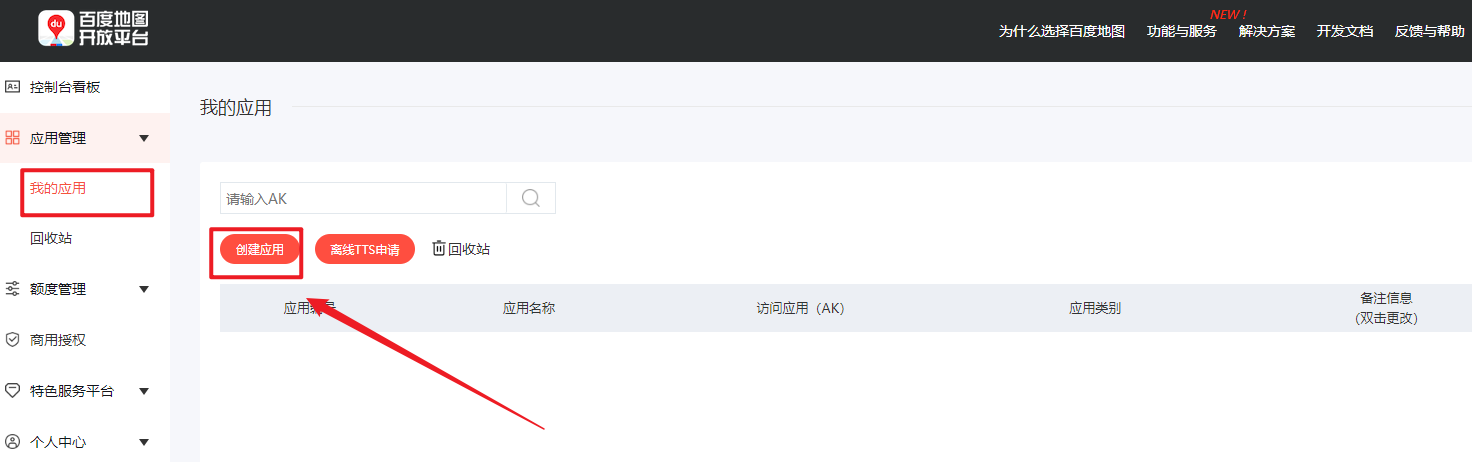 du
百度地图
开放平台
NEW !
为什么选择百度地图 功能与服务 解决方案 开发文档 反馈与帮助
控制台看板
应用管理
我的应用
回收站
额度管理
商用授权
特色服务平台
个人中心
我的应用
请输入AK
创建应用 离线TTS申请 回收站
应用编号 应用名称 访问应用（AK） 应用类别 备注信息
(双击更改)